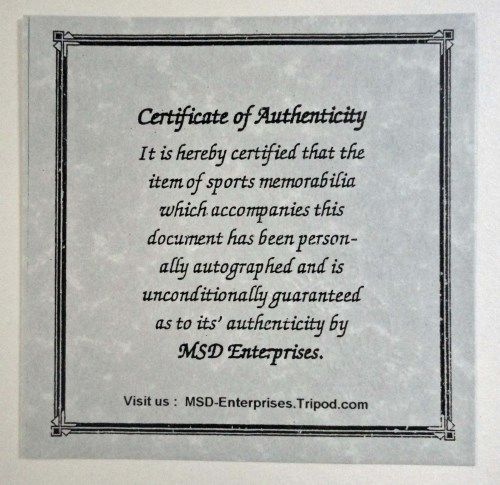 Certificate of Authenticity
It is hereby certified that the
item of sports memorabilia
which accompanies this
document has been person-
ally autographed and is
unconditionally guaranteed
as to its' authenticity by
MSD Enterprises.
Visit us : MSD-Enterprises.Tripod.com